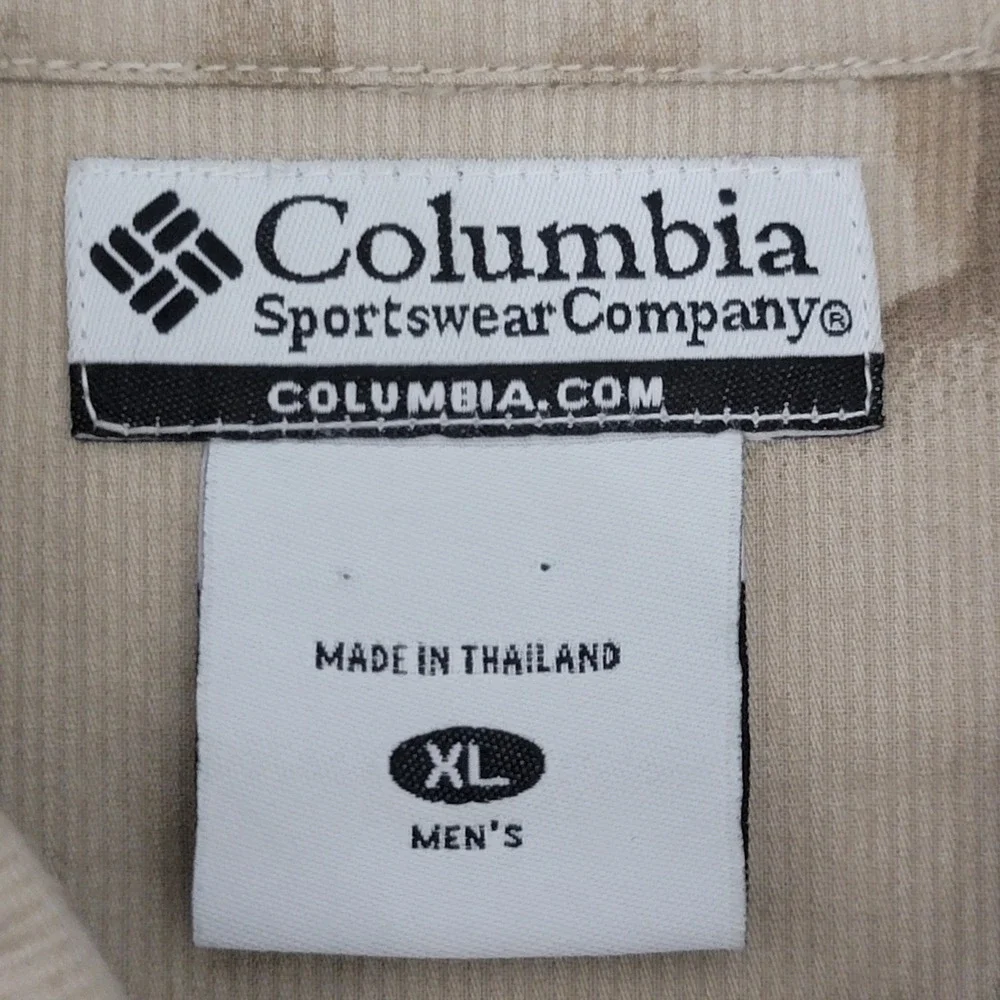 Columbia
Sportswear Company®
COLUMBIA.COM
MADE IN THAILAND
XL
MEN'S